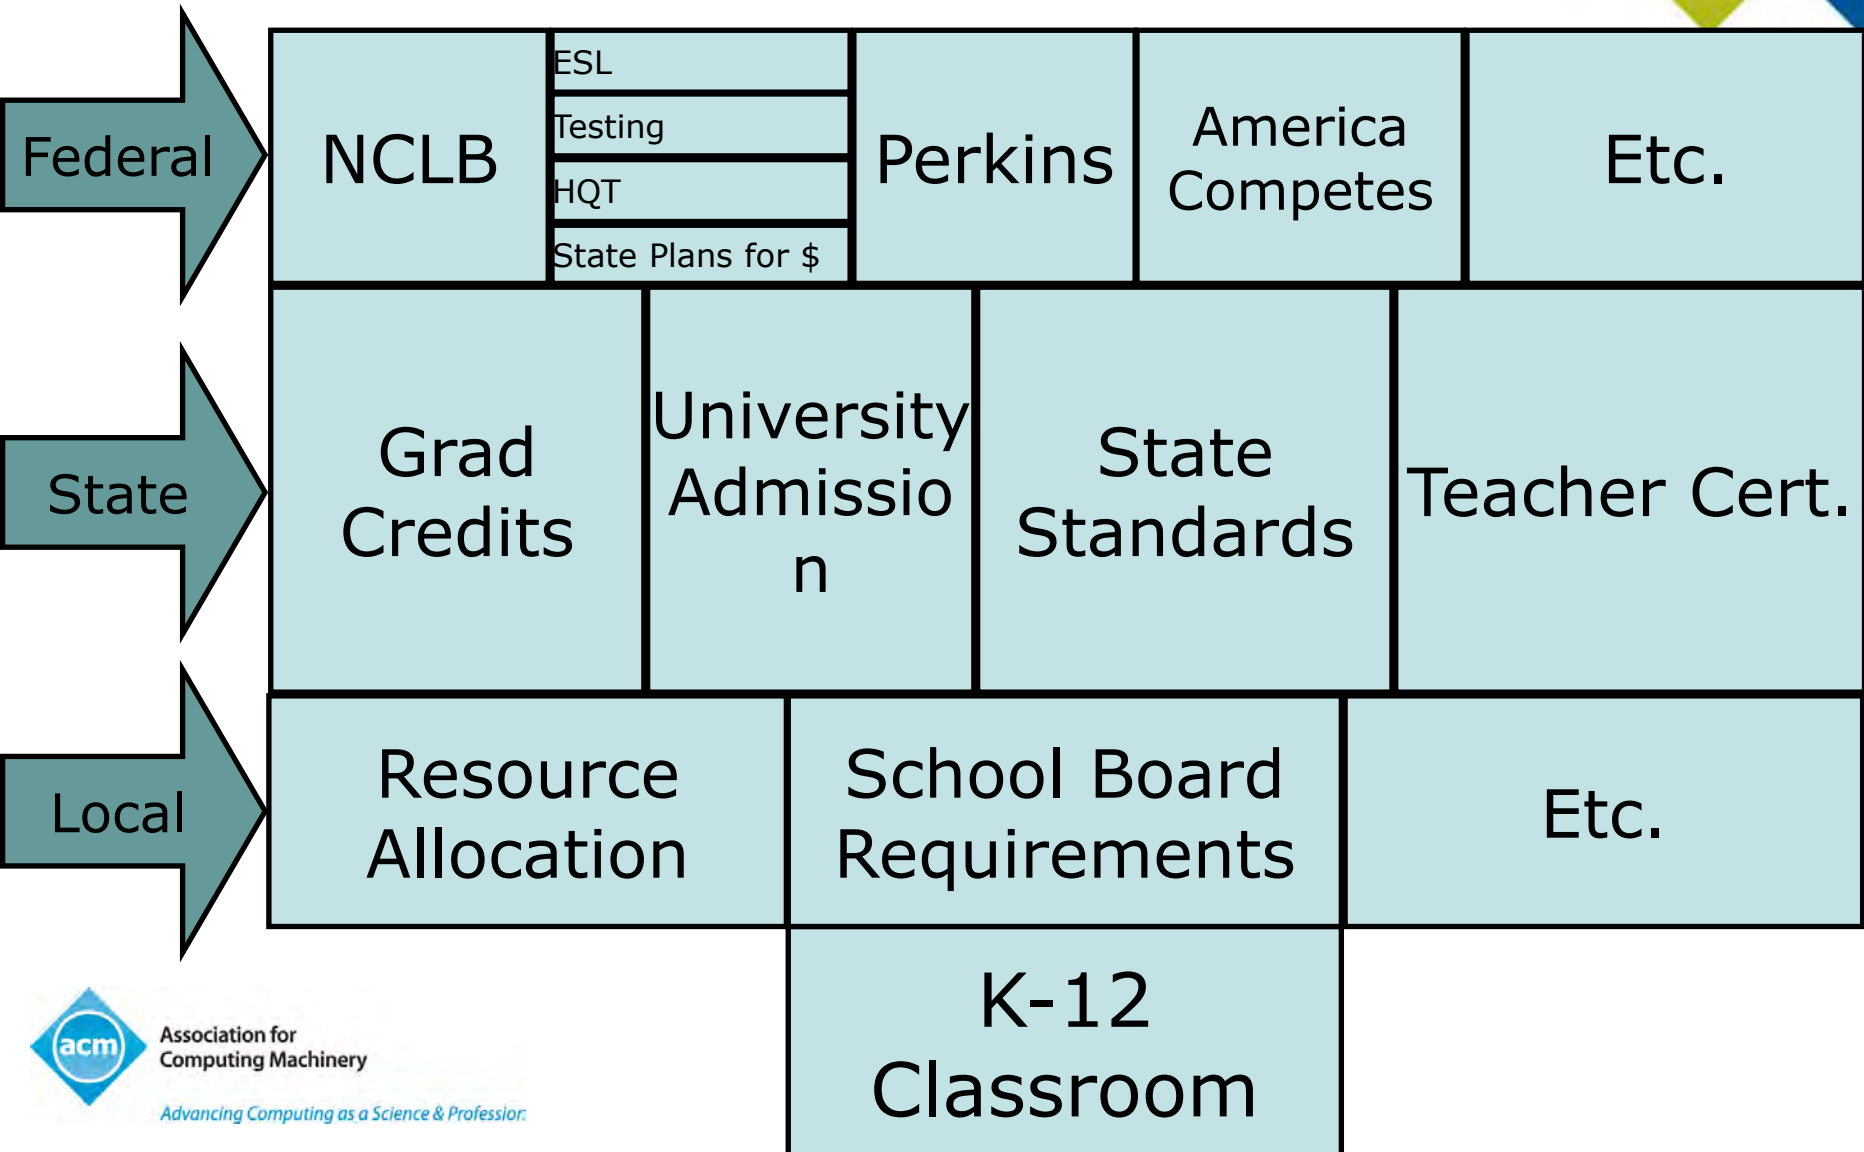 Federal
NCLB
ESL
Testing
HQT
State Plans for $
Perkins
America
Competes
Etc.
State
Grad
Credits
University
Admissio
n
State
Standards
Teacher Cert.
Local
Resource
Allocation
School Board
Requirements
Etc.
K-12
Classroom
acm
Association for
Computing Machinery
Advancing Computing as a Science & Profession